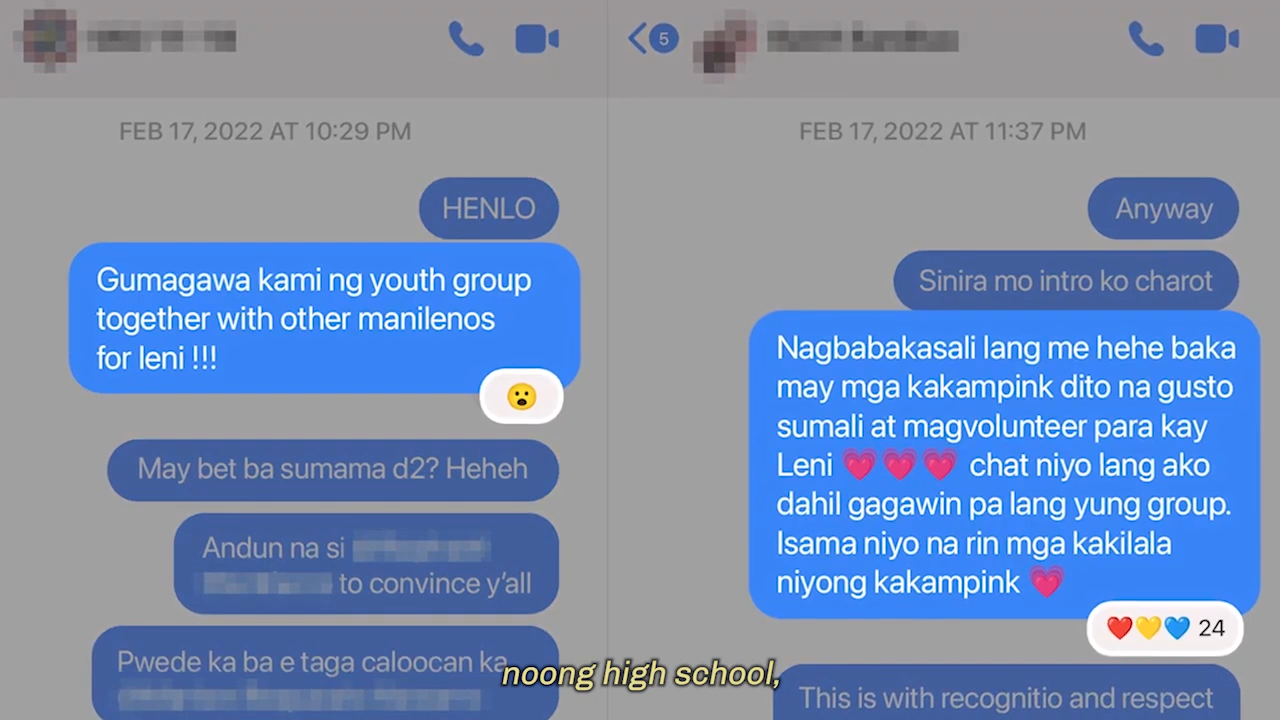 FEB 17, 2022 AT 10:29 PM
HENLO
Gumagawa kami ng youth group
together with other manilenos
for leni !!!
May bet ba sumama d2? Heheh
Andun na si
to convince y'all
Pwede ka ba e taga caloocan ka
5
FEB 17, 2022 AT 11:37 PM
Anyway
Sinira mo intro ko charot
Nagbabakasali lang me hehe baka
may mga kakampink dito na gusto
sumali at magvolunteer para kay
Leni 💗💗💗 chat niyo lang ako
dahil gagawin pa lang yung group.
Isama niyo na rin mga kakilala
niyong kakampink 💗
24
This is with recognitio and respect
noong high school,